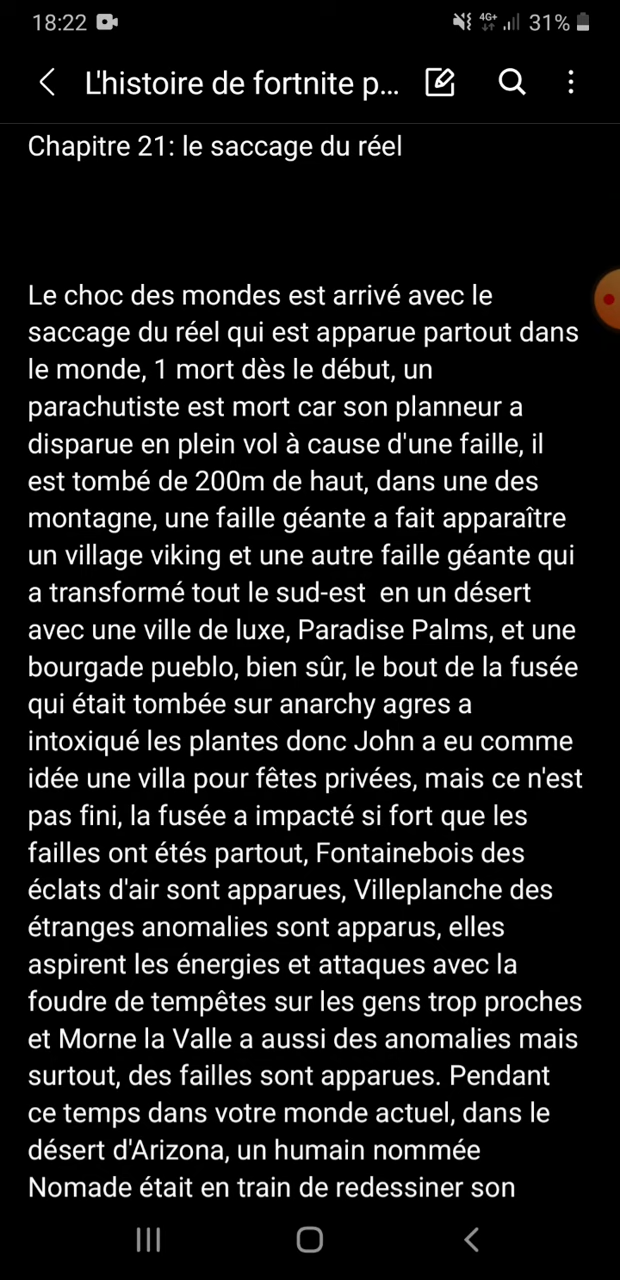 18:22 4G+ 31%
L'histoire de fortnite p...
Chapitre 21: le saccage du réel
Le choc des mondes est arrivé avec le
saccage du réel qui est apparue partout dans
le monde, 1 mort dès le début, un
parachutiste est mort car son planneur a
disparue en plein vol à cause d'une faille, il
est tombé de 200m de haut, dans une des
montagne, une faille géante a fait apparaître
un village viking et une autre faille géante qui
a transformé tout le sud-est  en un désert
avec une ville de luxe, Paradise Palms, et une
bourgade pueblo, bien sûr, le bout de la fusée
qui était tombée sur anarchy agres a
intoxiqué les plantes donc John a eu comme
idée une villa pour fêtes privées, mais ce n'est
pas fini, la fusée a impacté si fort que les
failles ont étés partout, Fontainebois des
éclats d'air sont apparues, Villeplanche des
étranges anomalies sont apparus, elles
aspirent les énergies et attaques avec la
foudre de tempêtes sur les gens trop proches
et Morne la Valle a aussi des anomalies mais
surtout, des failles sont apparues. Pendant
ce temps dans votre monde actuel, dans le
désert d'Arizona, un humain nommée
Nomade était en train de redessiner son